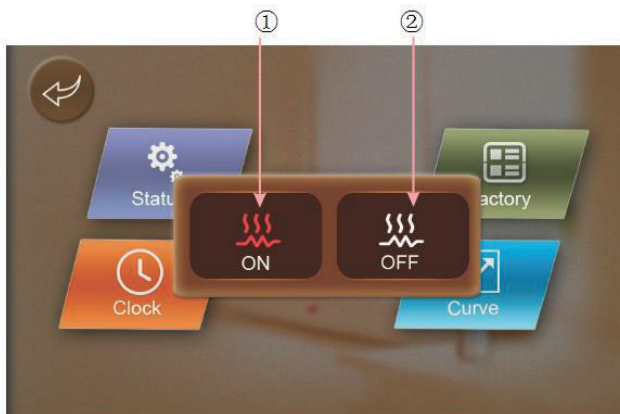 ① ②
Statu
actory
ON OFF
Clock
Curve